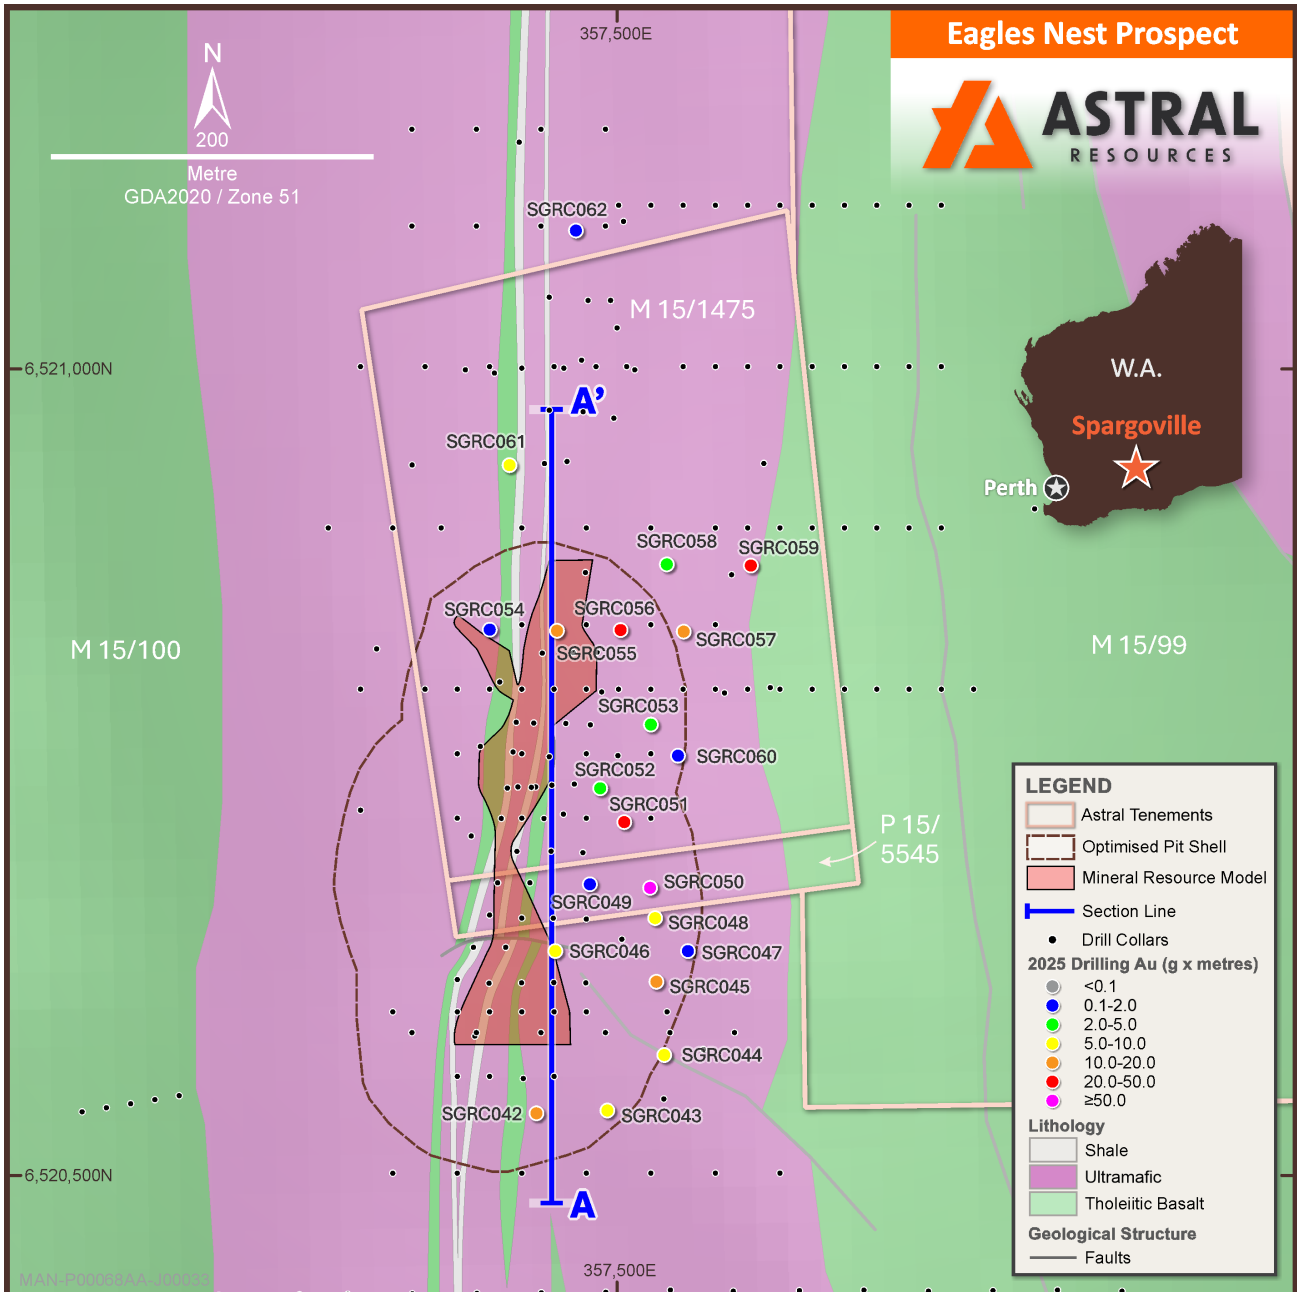 357,500E
Eagles Nest Prospect
ASTRAL
RESOURCES
N
200
Metre
GDA2020 / Zone 51
SGRC062
M 15/1475
6,521,000N
W.A.
A’
Spargoville
SGRC061
Perth
SGRC058
SGRC059
SGRC054
SGRC056
SGRC057
SGRC055
M 15/100
M 15/99
SGRC053
SGRC060
SGRC052
SGRC051
P 15/
5545
SGRC050
SGRC049
SGRC048
SGRC046
SGRC047
SGRC045
SGRC044
SGRC042
SGRC043
6,520,500N
A
357,500E
MAN-P00068AA-J00033
LEGEND
Astral Tenements
Optimised Pit Shell
Mineral Resource Model
Section Line
Drill Collars
2025 Drilling Au (g x metres)
<0.1
0.1-2.0
2.0-5.0
5.0-10.0
10.0-20.0
20.0-50.0
≥50.0
Lithology
Shale
Ultramafic
Tholeiitic Basalt
Geological Structure
Faults